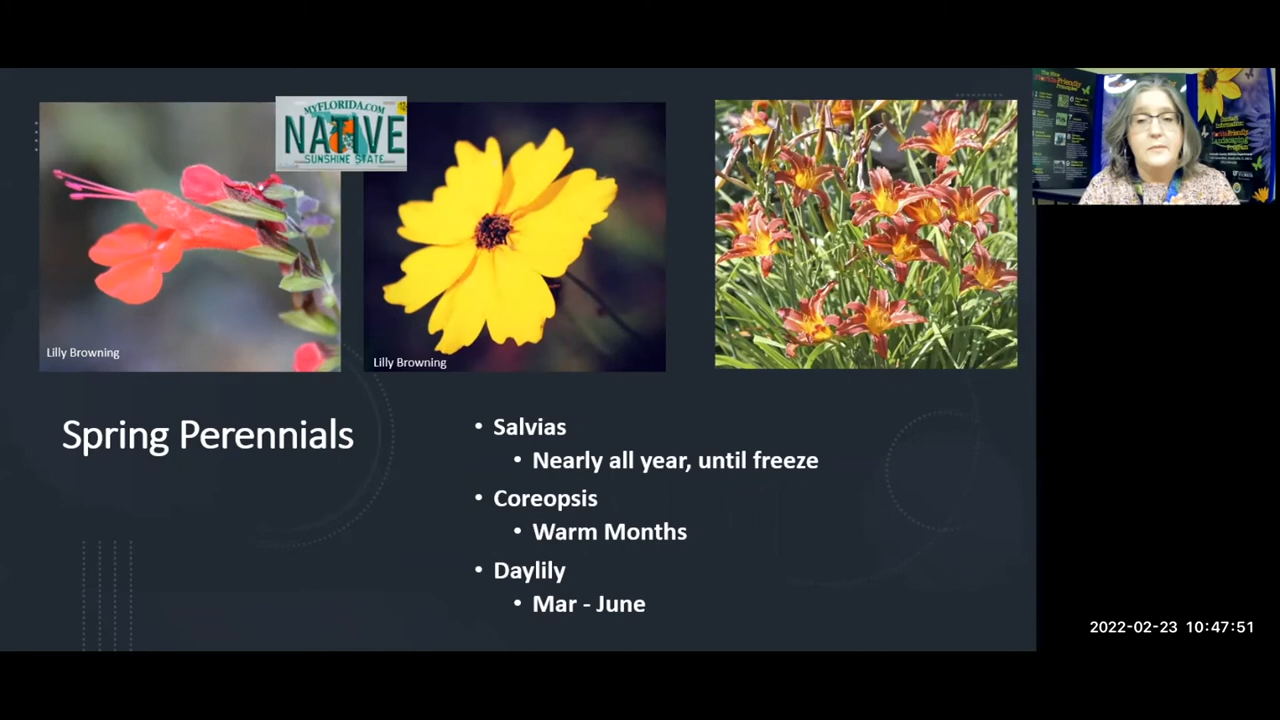 MYFLORIDA.COM
NATIVE
SUNSHINE STATE
Lilly Browning
Lilly Browning
Spring Perennials
• Salvias
• Nearly all year, until freeze
• Coreopsis
• Warm Months
• Daylily
• Mar - June
2022-02-23 10:47:51